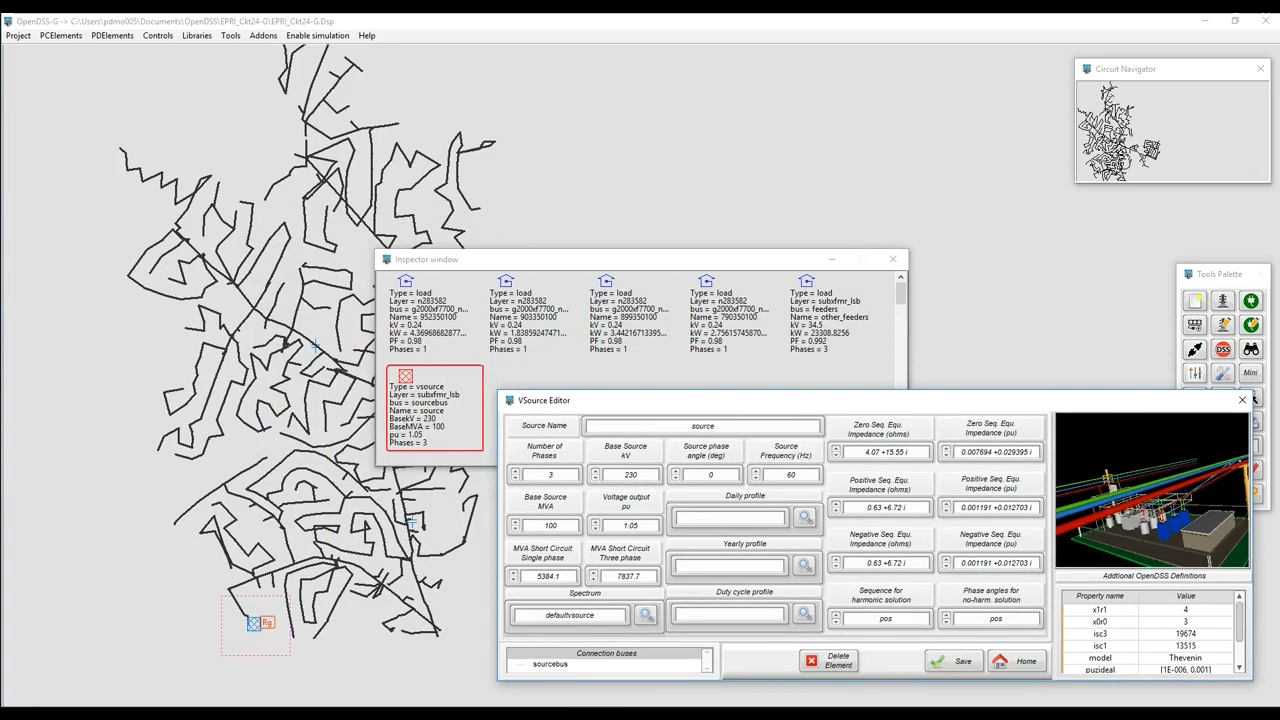 OpenDSS-G -> C:\Users\pdmo005\Documents\OpenDSS\EPRI_Ckt24-G\EPRI_Ckt24-G.Dsp
Project PCElements PDElements Controls Libraries Tools Addons Enable simulation Help
Circuit Navigator
Inspector window
Type = load
Layer = n283582
bus = g2000xf7700_n...
Name = 952350100
kV = 0.24
kW = 4.36968682877...
PF = 0.98
Phases = 1
Type = load
Layer = n283582
bus = g2000xf7700_n...
Name = 903350100
kV = 0.24
kW = 1.83859247471...
PF = 0.98
Phases = 1
Type = load
Layer = n283582
bus = g2000xf7700_n...
Name = 899350100
kV = 0.24
kW = 3.44216713395...
PF = 0.98
Phases = 1
Type = load
Layer = n283582
bus = g2000xf7700_n...
Name = 790350100
kV = 0.24
kW = 2.75615745870...
PF = 0.98
Phases = 1
Type = load
Layer = subxfmr_lsb
bus = feeders
Name = other_feeders
kV = 34.5
kW = 23308.8256
PF = 0.992
Phases = 3
Type = vsource
Layer = subxfmr_lsb
bus = sourcebus
Name = source
BasekV = 230
BaseMVA = 100
pu = 1.05
Phases = 3
Tools Palette
DSS
Mini
Rg
VSource Editor
Source Name
source
Number of
Phases
3
Base Source
kV
230
Source phase
angle (deg)
0
Source
Frequency (Hz)
60
Base Source
MVA
100
Voltage output
pu
1.05
Daily profile
Yearly profile
Duty cycle profile
MVA Short Circuit
Single phase
5384.1
MVA Short Circuit
Three phase
7837.7
Spectrum
defaultvsource
Zero Seq. Equ.
Impedance (ohms)
4.07 +15.55 i
Zero Seq. Equ.
Impedance (pu)
0.007694 +0.029395 i
Positive Seq. Equ.
Impedance (ohms)
0.63 +6.72 i
Positive Seq. Equ.
Impedance (pu)
0.001191 +0.012703 i
Negative Seq. Equ.
Impedance (ohms)
0.63 +6.72 i
Negative Seq. Equ.
Impedance (pu)
0.001191 +0.012703 i
Sequence for
harmonic solution
pos
Phase angles for
no-harm. solution
pos
Connection buses
sourcebus
Delete
Element
Save
Home
Addtional OpenDSS Definitions
Property name Value
x1r1 4
x0r0 3
isc3 19674
isc1 13515
model Thevenin
puzideal [1E-006, 0.001]